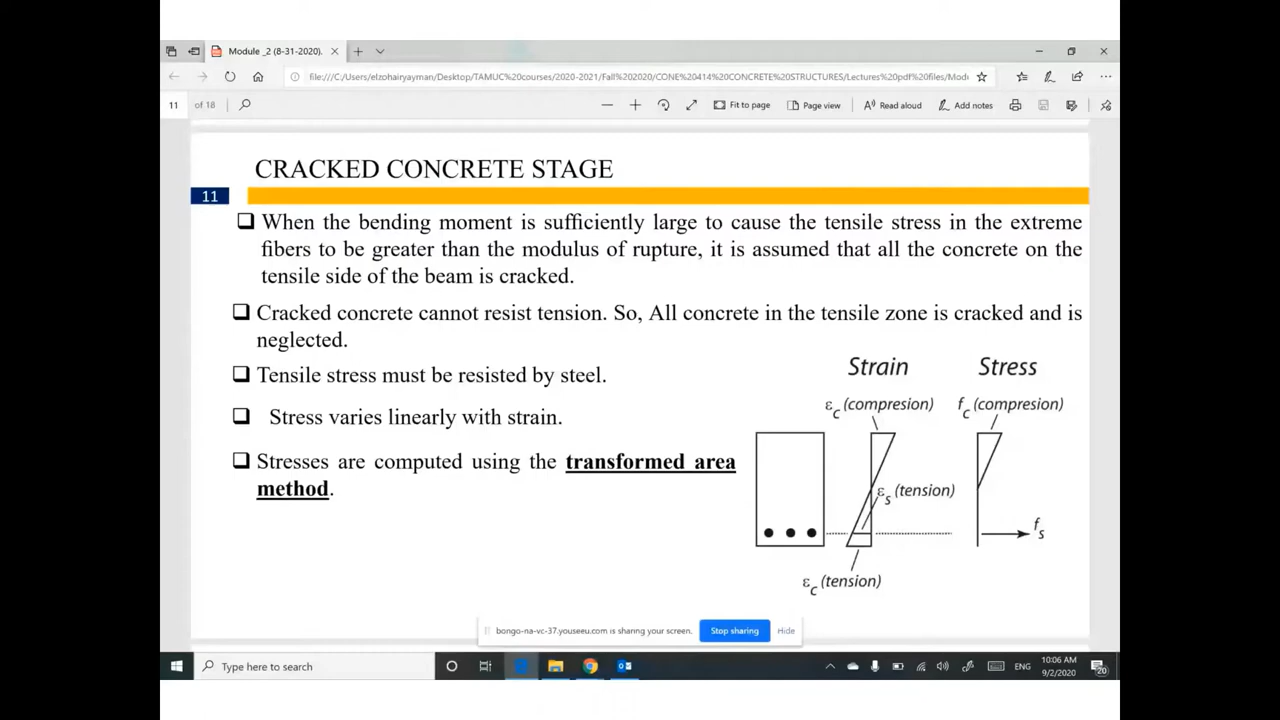 Module _2 (8-31-2020).
file:///C:/Users/elzohairyayman/Desktop/TAMUC%20courses/2020-2021/Fall%202020/CONE%20414%20CONCRETE%20STRUCTURES/Lectures%20pdf%20files/Modu
11 of 18
Fit to page
Page view
Read aloud
Add notes
CRACKED CONCRETE STAGE
11
❑ When the bending moment is sufficiently large to cause the tensile stress in the extreme
fibers to be greater than the modulus of rupture, it is assumed that all the concrete on the
tensile side of the beam is cracked.
❑ Cracked concrete cannot resist tension. So, All concrete in the tensile zone is cracked and is
neglected.
❑ Tensile stress must be resisted by steel.
❑ Stress varies linearly with strain.
❑ Stresses are computed using the transformed area
method.
Strain
Stress
εc (compresion)
fc (compresion)
εs (tension)
fs
εc (tension)
bongo-na-vc-37.youseeu.com is sharing your screen.
Stop sharing
Hide
Type here to search
ENG
10:06 AM
9/2/2020
20